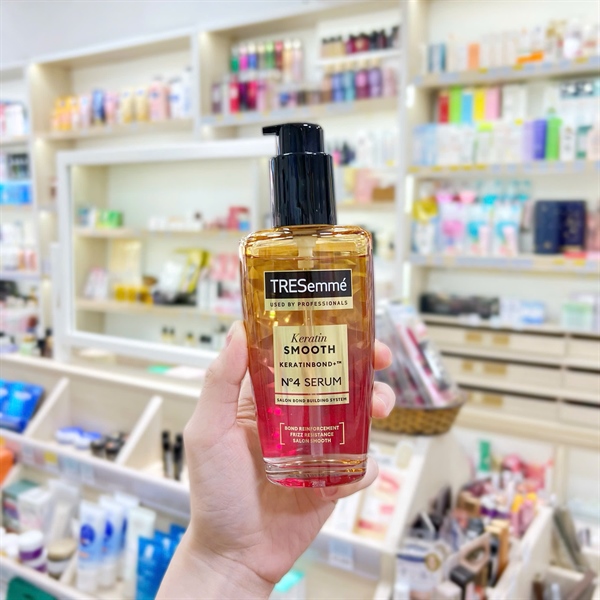 TRESemmé
USED BY PROFESSIONALS
Keratin
SMOOTH
KERATINBOND+™
Nº4 SERUM
SALON BOND BUILDING SYSTEM
BOND REINFORCEMENT
FRIZZ RESISTANCE
SALON SMOOTH